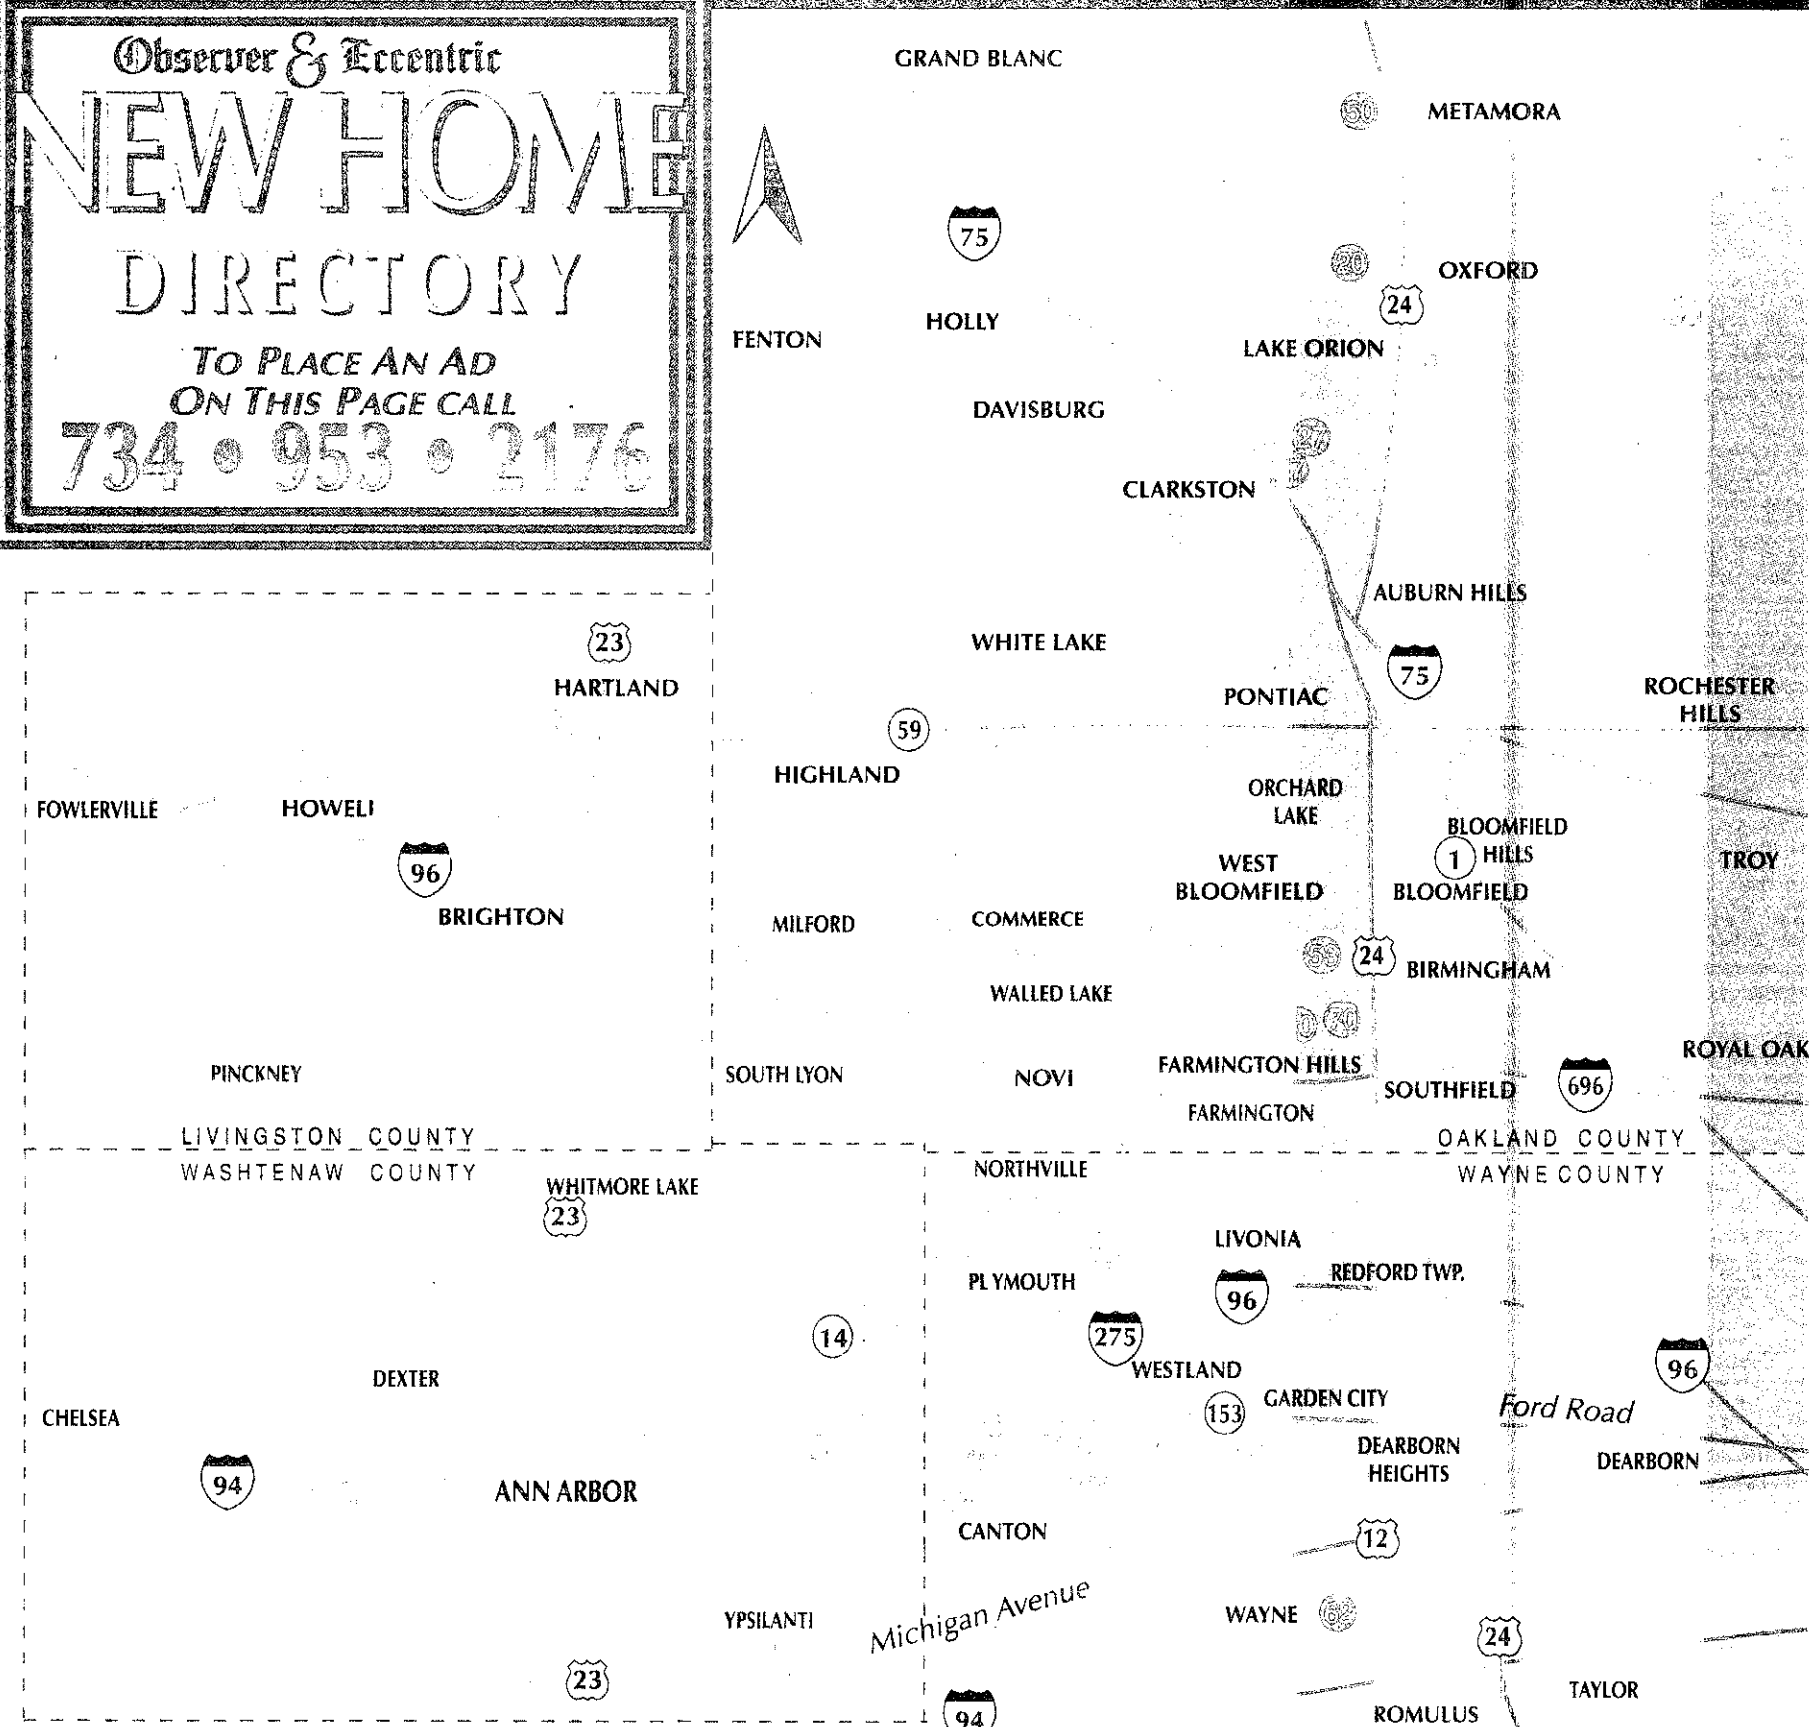 Observer & Eccentric
NEW HOME
DIRECTORY
TO PLACE AN AD
ON THIS PAGE CALL
734 • 953 • 2176
GRAND BLANC
50
METAMORA
75
20
OXFORD
24
HOLLY
FENTON
LAKE ORION
DAVISBURG
CLARKSTON
AUBURN HILLS
23
WHITE LAKE
75
HARTLAND
PONTIAC
ROCHESTER
HILLS
59
HIGHLAND
ORCHARD
LAKE
FOWLERVILLE
HOWELL
BLOOMFIELD
HILLS
1
96
WEST
BLOOMFIELD
TROY
BLOOMFIELD
BRIGHTON
MILFORD
COMMERCE
24
BIRMINGHAM
WALLED LAKE
70
ROYAL OAK
PINCKNEY
SOUTH LYON
NOVI
FARMINGTON HILLS
SOUTHFIELD
696
FARMINGTON
LIVINGSTON COUNTY
OAKLAND COUNTY
WASHTENAW COUNTY
NORTHVILLE
WAYNE COUNTY
WHITMORE LAKE
23
LIVONIA
PLYMOUTH
REDFORD TWP.
96
14
275
WESTLAND
96
DEXTER
GARDEN CITY
153
Ford Road
CHELSEA
DEARBORN
HEIGHTS
DEARBORN
94
ANN ARBOR
CANTON
12
Michigan Avenue
YPSILANTI
WAYNE
62
24
23
TAYLOR
94
ROMULUS